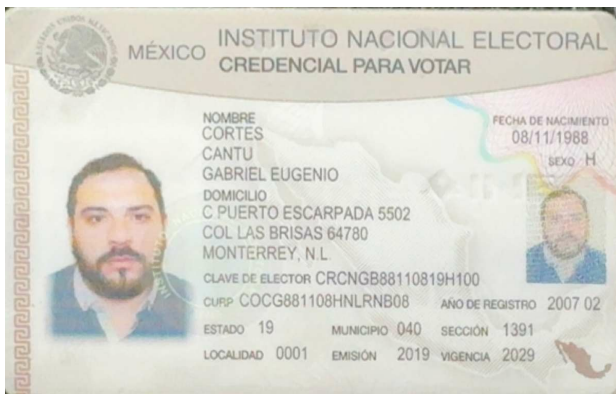 MÉXICO
INSTITUTO NACIONAL ELECTORAL
CREDENCIAL PARA VOTAR
NOMBRE
CORTES
CANTU
GABRIEL EUGENIO
FECHA DE NACIMIENTO
08/11/1988
SEXO H
DOMICILIO
C PUERTO ESCARPADA 5502
COL LAS BRISAS 64780
MONTERREY, N.L.
CLAVE DE ELECTOR CRCNGB88110819H100
CURP COCG881108HNLRNB08 AÑO DE REGISTRO 2007 02
ESTADO 19 MUNICIPIO 040 SECCIÓN 1391
LOCALIDAD 0001 EMISIÓN 2019 VIGENCIA 2029